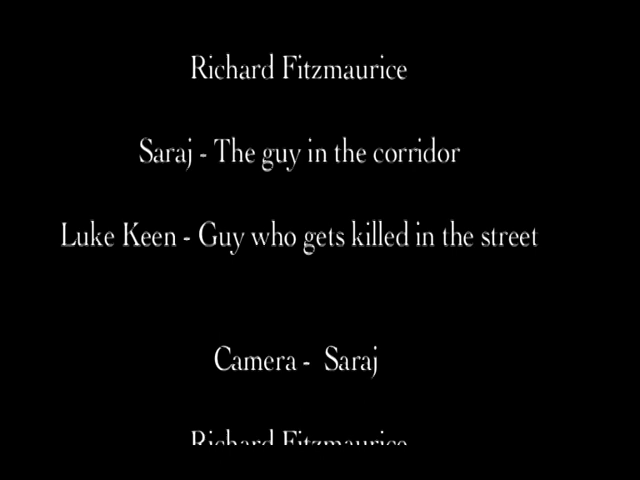 Richard Fitzmaurice
Saraj - The guy in the corridor
Luke Keen - Guy who gets killed in the street
Camera - Saraj
Richard Fitzmaurice